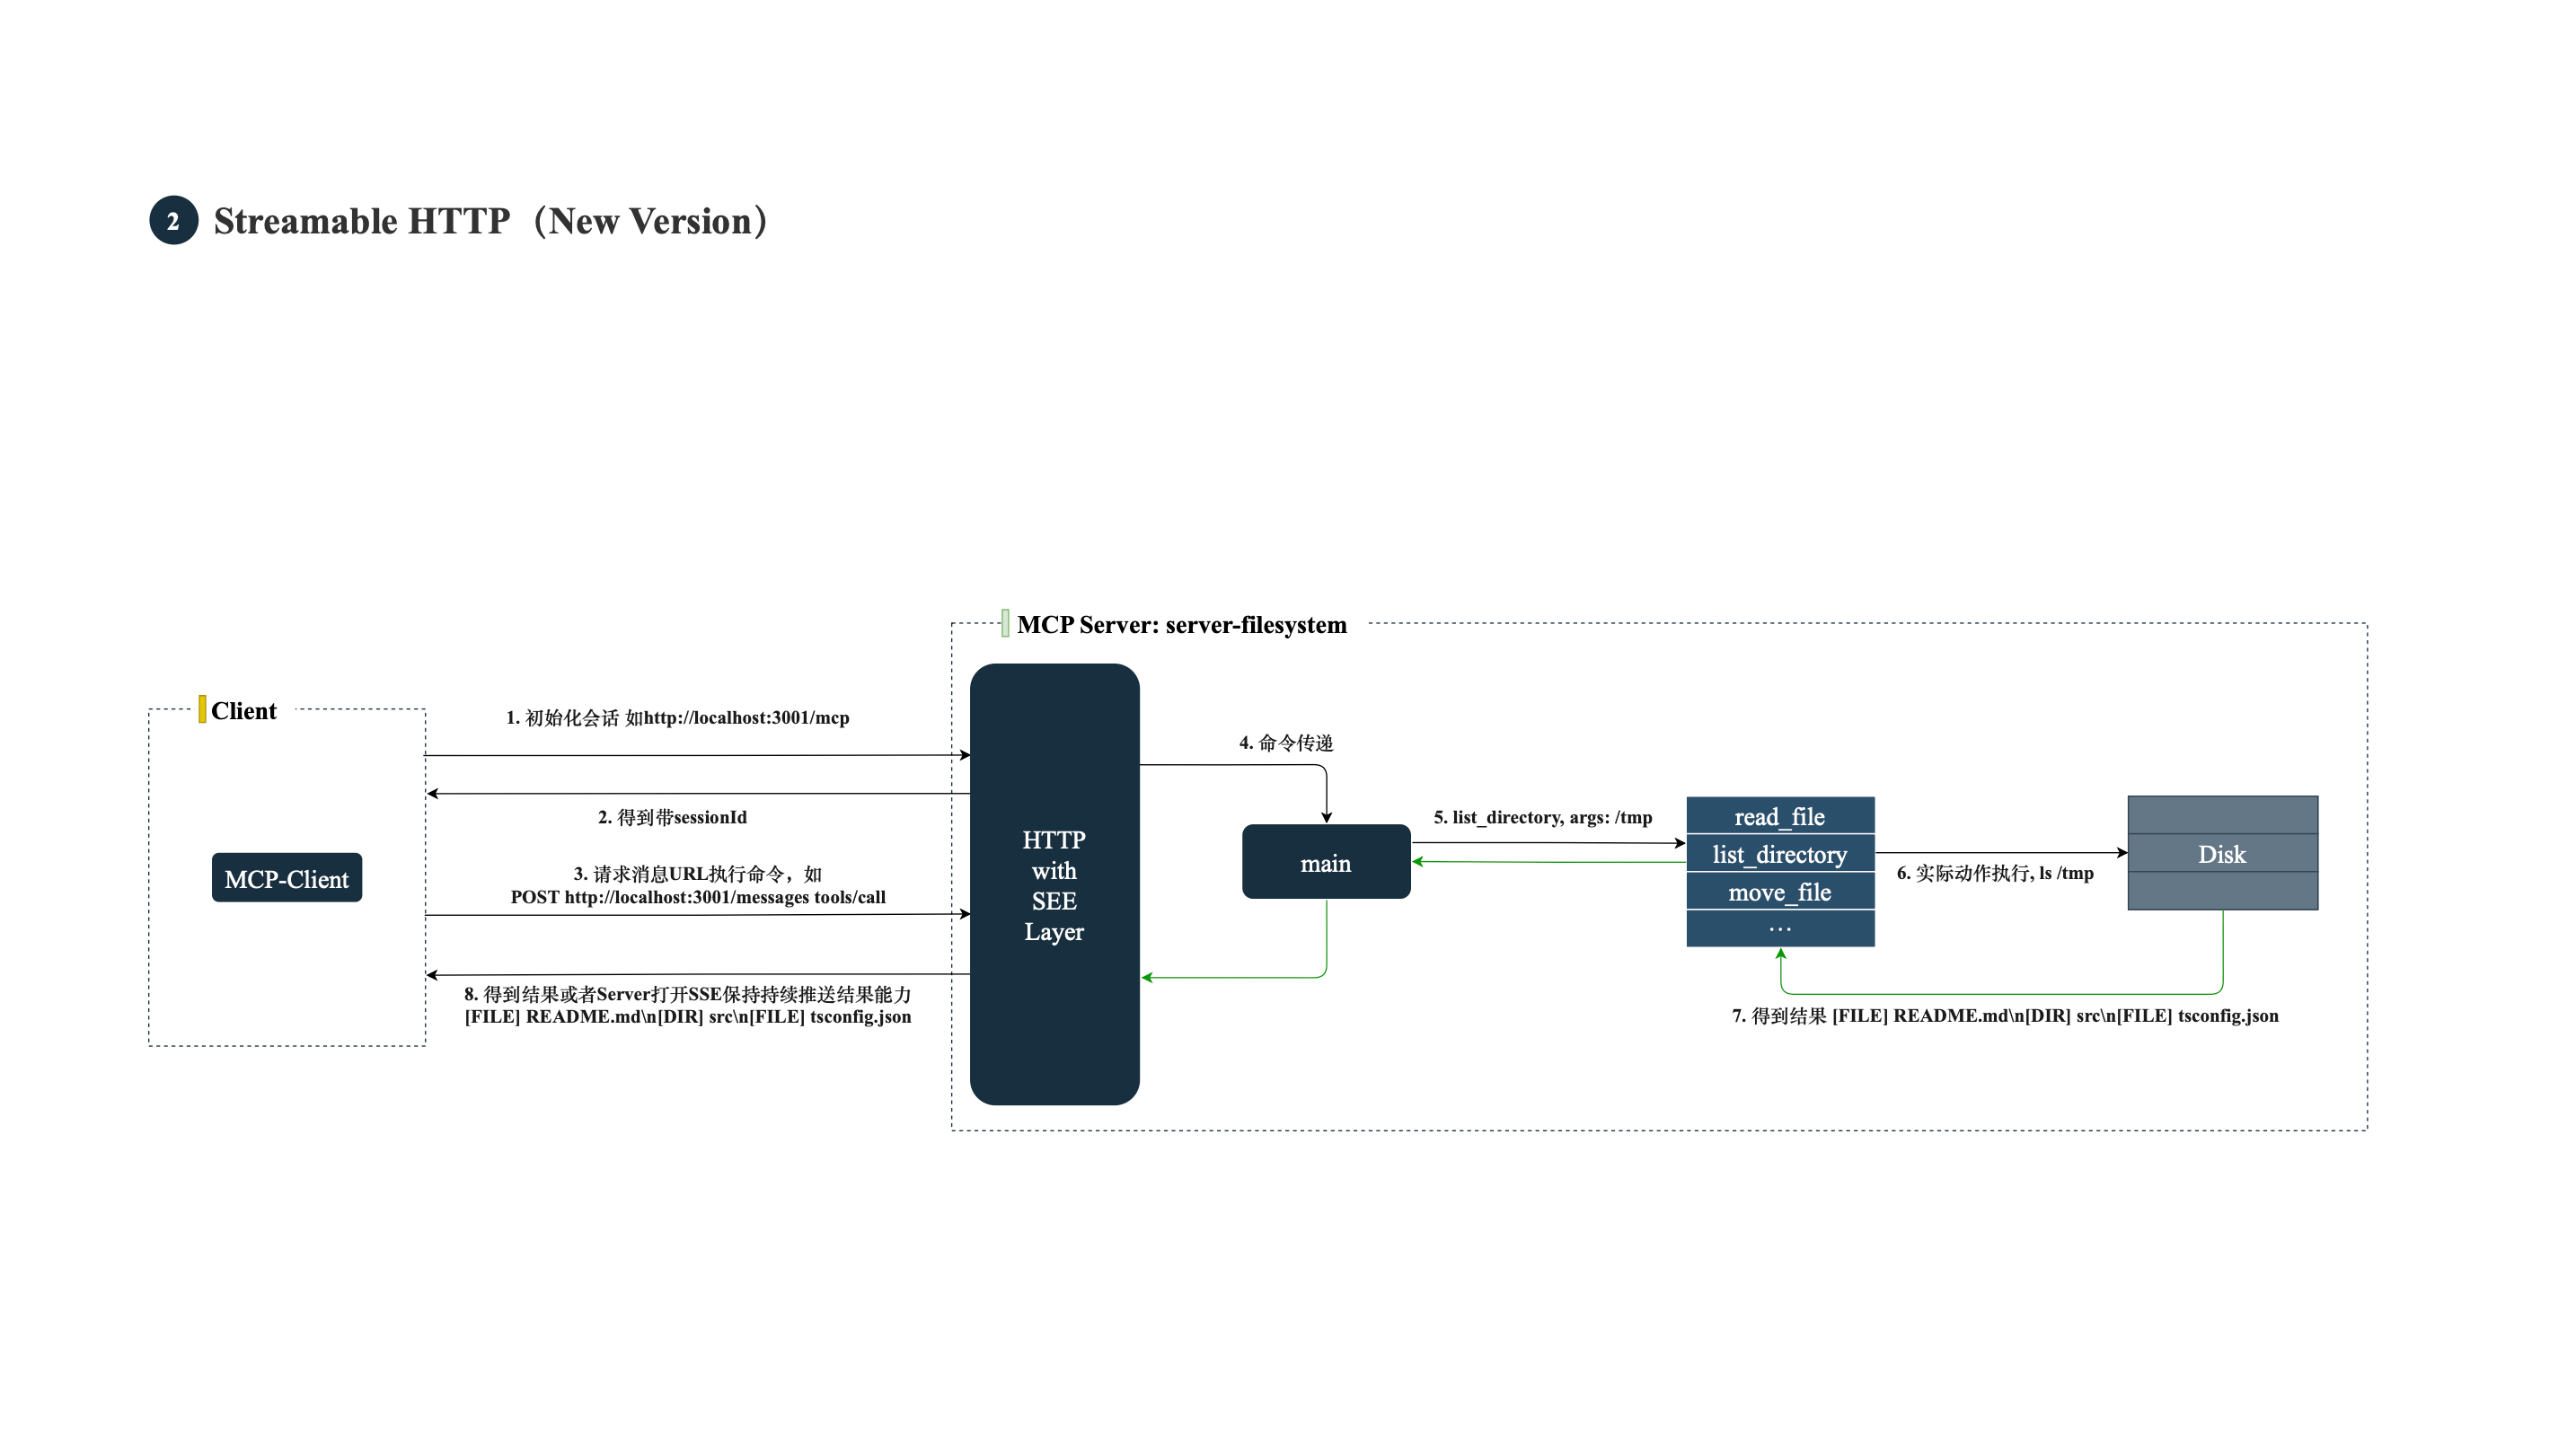 2 Streamable HTTP（New Version）
MCP Server: server-filesystem
Client
MCP-Client
1. 初始化会话 如http://localhost:3001/mcp
2. 得到带sessionId
3. 请求消息URL执行命令，如
POST http://localhost:3001/messages tools/call
8. 得到结果或者Server打开SSE保持持续推送结果能力
[FILE] README.md\n[DIR] src\n[FILE] tsconfig.json
HTTP
with
SEE
Layer
4. 命令传递
main
5. list_directory, args: /tmp
read_file
list_directory
move_file
...
6. 实际动作执行, ls /tmp
Disk
7. 得到结果 [FILE] README.md\n[DIR] src\n[FILE] tsconfig.json